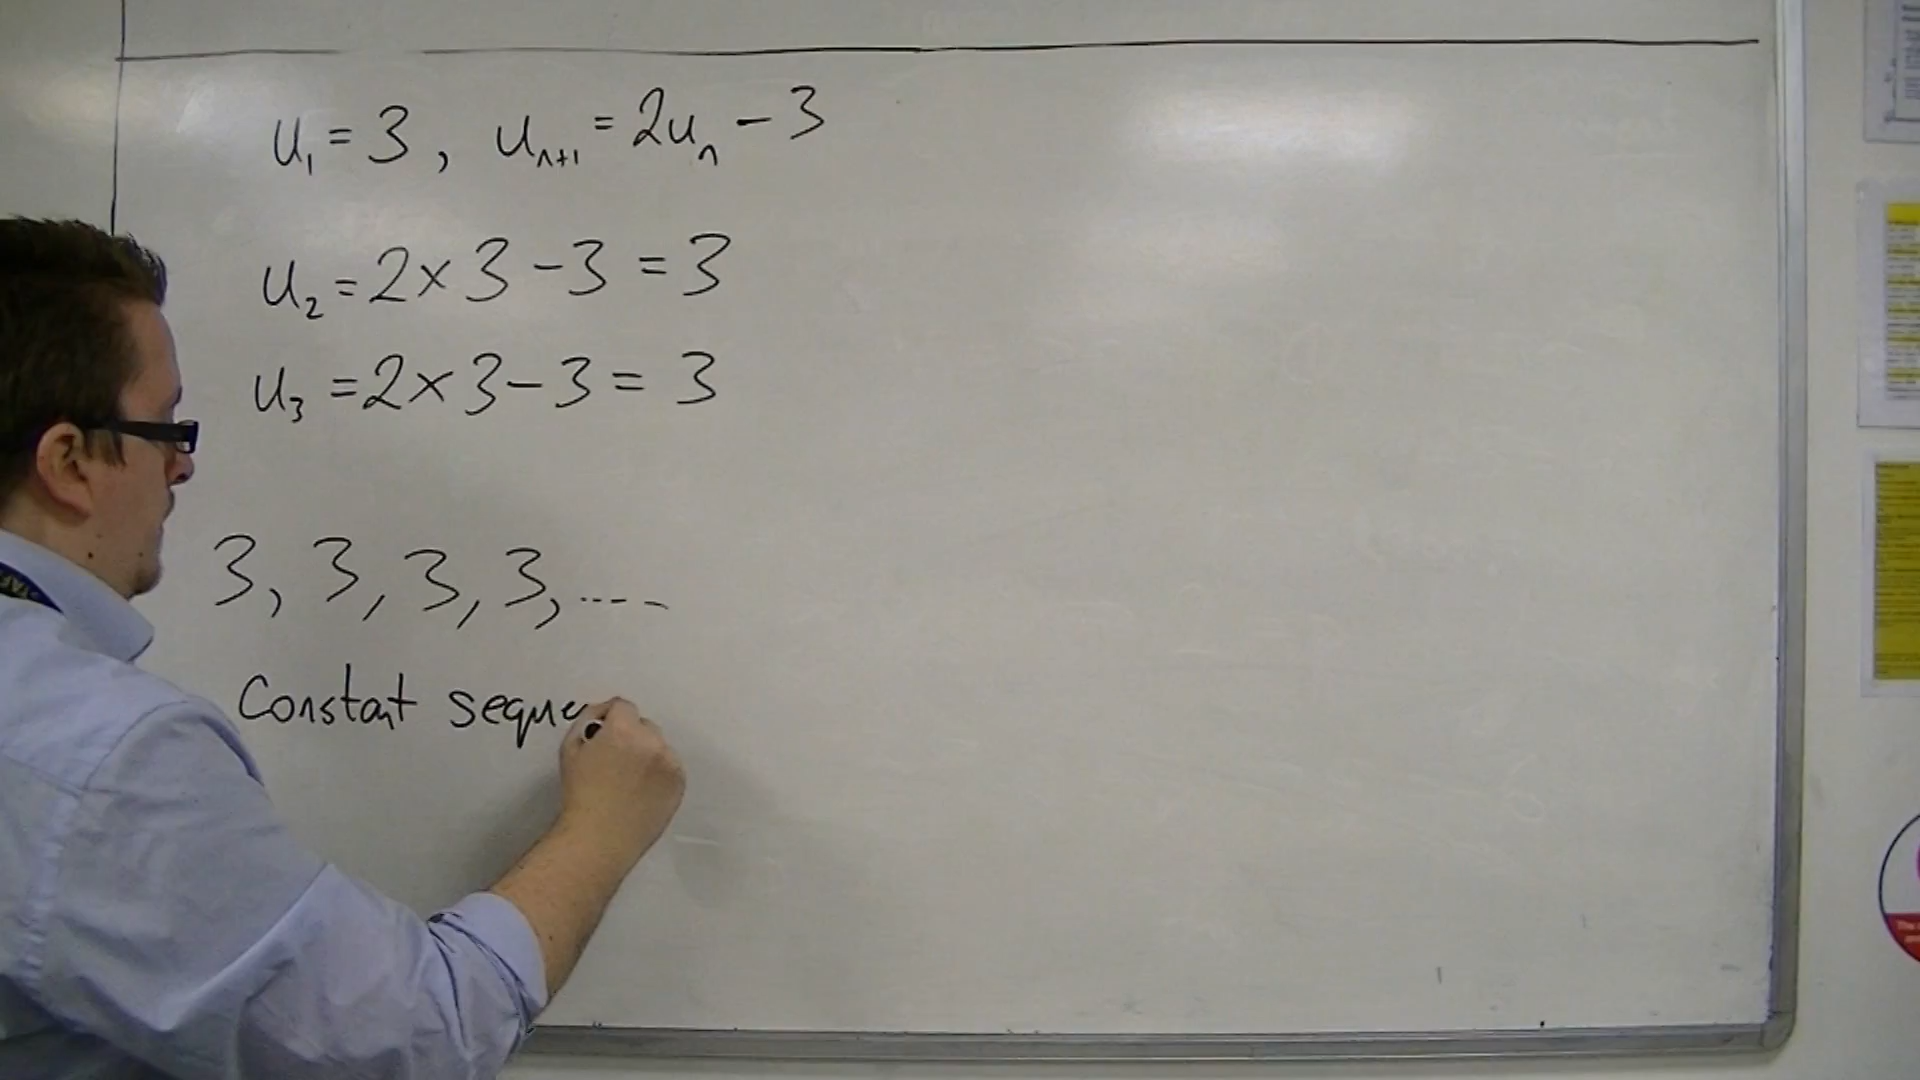 u₁ = 3, uₙ₊₁ = 2uₙ - 3
u₂ = 2 × 3 - 3 = 3
u₃ = 2 × 3 - 3 = 3
3, 3, 3, 3, ....
Constant seque